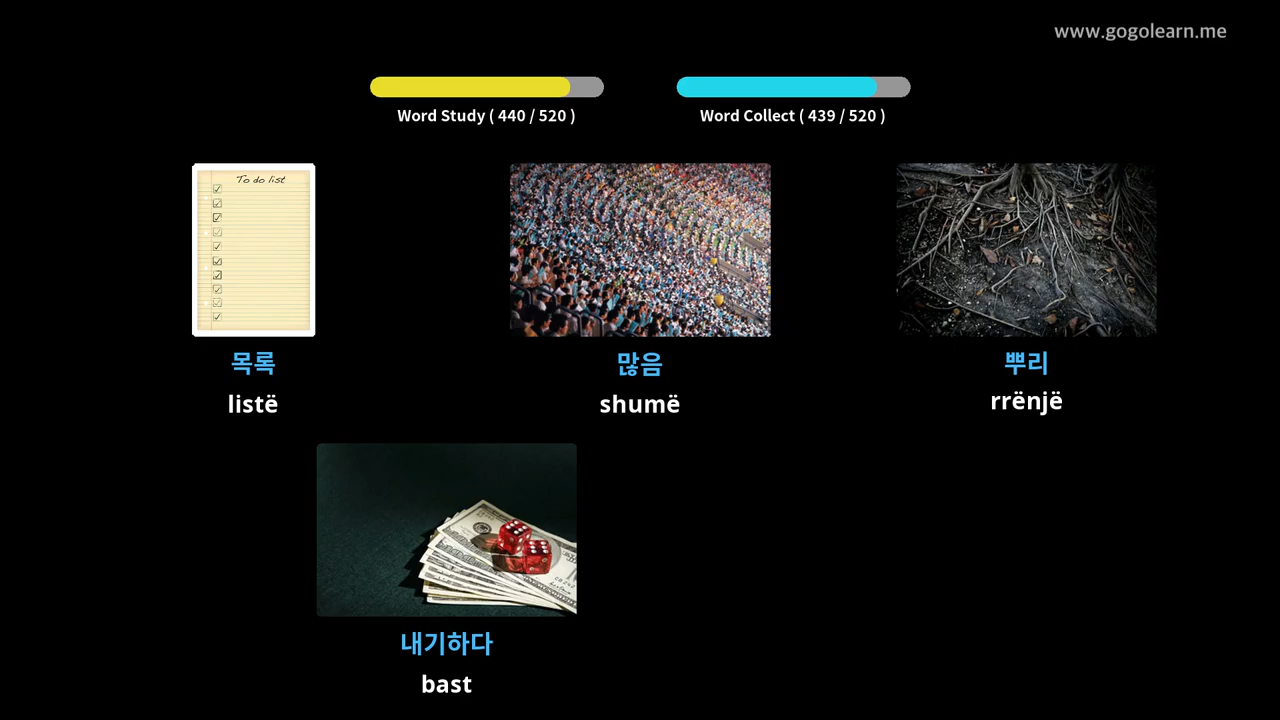 www.gogolearn.me
Word Study ( 440 / 520 )
Word Collect ( 439 / 520 )
To do list
목록
많음
뿌리
listë
shumë
rrënjë
내기하다
bast